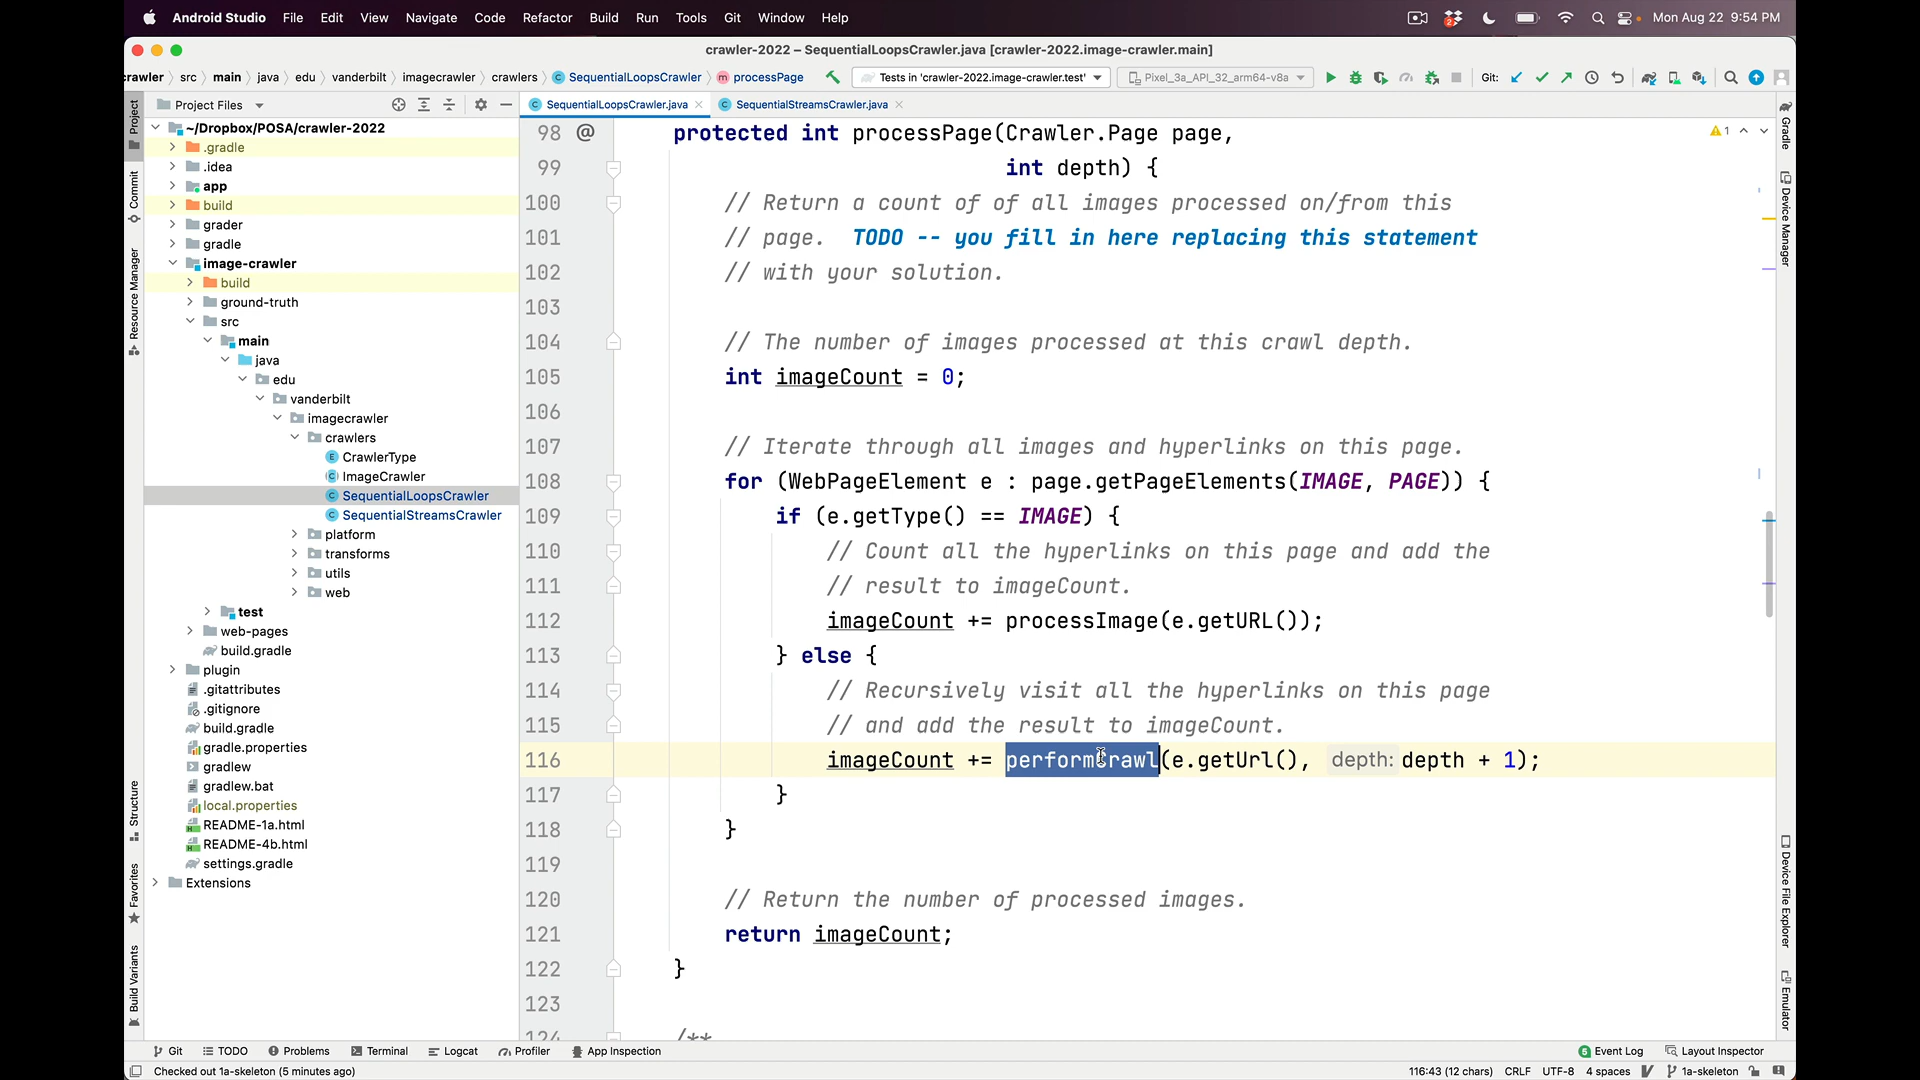 Android Studio File Edit View Navigate Code Refactor Build Run Tools Git Window Help
Mon Aug 22 9:54 PM
crawler-2022 – SequentialLoopsCrawler.java [crawler-2022.image-crawler.main]
crawler src main java edu vanderbilt imagecrawler crawlers SequentialLoopsCrawler processPage
Tests in 'crawler-2022.image-crawler.test' Pixel_3a_API_32_arm64-v8a Git:
Project Files
SequentialLoopsCrawler.java SequentialStreamsCrawler.java
Project
Commit
Resource Manager
Structure
Favorites
Build Variants
~/Dropbox/POSA/crawler-2022
.gradle
.idea
app
build
grader
gradle
image-crawler
build
ground-truth
src
main
java
edu
vanderbilt
imagecrawler
crawlers
CrawlerType
ImageCrawler
SequentialLoopsCrawler
SequentialStreamsCrawler
platform
transforms
utils
web
test
web-pages
build.gradle
plugin
.gitattributes
.gitignore
build.gradle
gradle.properties
gradlew
gradlew.bat
local.properties
README-1a.html
README-4b.html
settings.gradle
Extensions
98 @ protected int processPage(Crawler.Page page,
99 int depth) {
100 // Return a count of of all images processed on/from this
101 // page. TODO -- you fill in here replacing this statement
102 // with your solution.
103
104 // The number of images processed at this crawl depth.
105 int imageCount = 0;
106
107 // Iterate through all images and hyperlinks on this page.
108 for (WebPageElement e : page.getPageElements(IMAGE, PAGE)) {
109 if (e.getType() == IMAGE) {
110 // Count all the hyperlinks on this page and add the
111 // result to imageCount.
112 imageCount += processImage(e.getURL());
113 } else {
114 // Recursively visit all the hyperlinks on this page
115 // and add the result to imageCount.
116 imageCount += performCrawl(e.getUrl(), depth: depth + 1);
117 }
118 }
119
120 // Return the number of processed images.
121 return imageCount;
122 }
123
124 /**
1
Gradle
Device Manager
Device File Explorer
Emulator
Git TODO Problems Terminal Logcat Profiler App Inspection
5 Event Log Layout Inspector
Checked out 1a-skeleton (5 minutes ago)
116:43 (12 chars) CRLF UTF-8 4 spaces 1a-skeleton